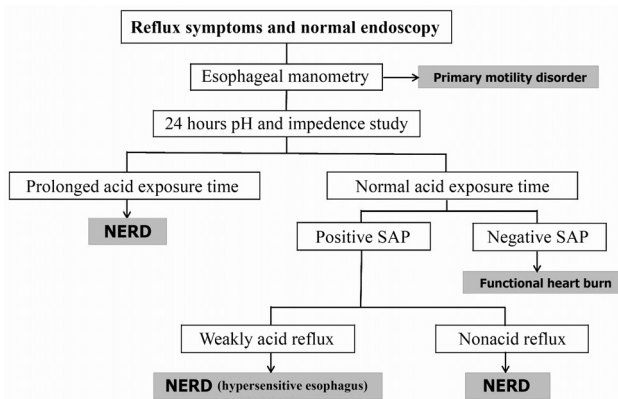 Reflux symptoms and normal endoscopy
Esophageal manometry
Primary motility disorder
24 hours pH and impedence study
Prolonged acid exposure time
Normal acid exposure time
NERD
Positive SAP
Negative SAP
Functional heart burn
Weakly acid reflux
Nonacid reflux
NERD (hypersensitive esophagus)
NERD